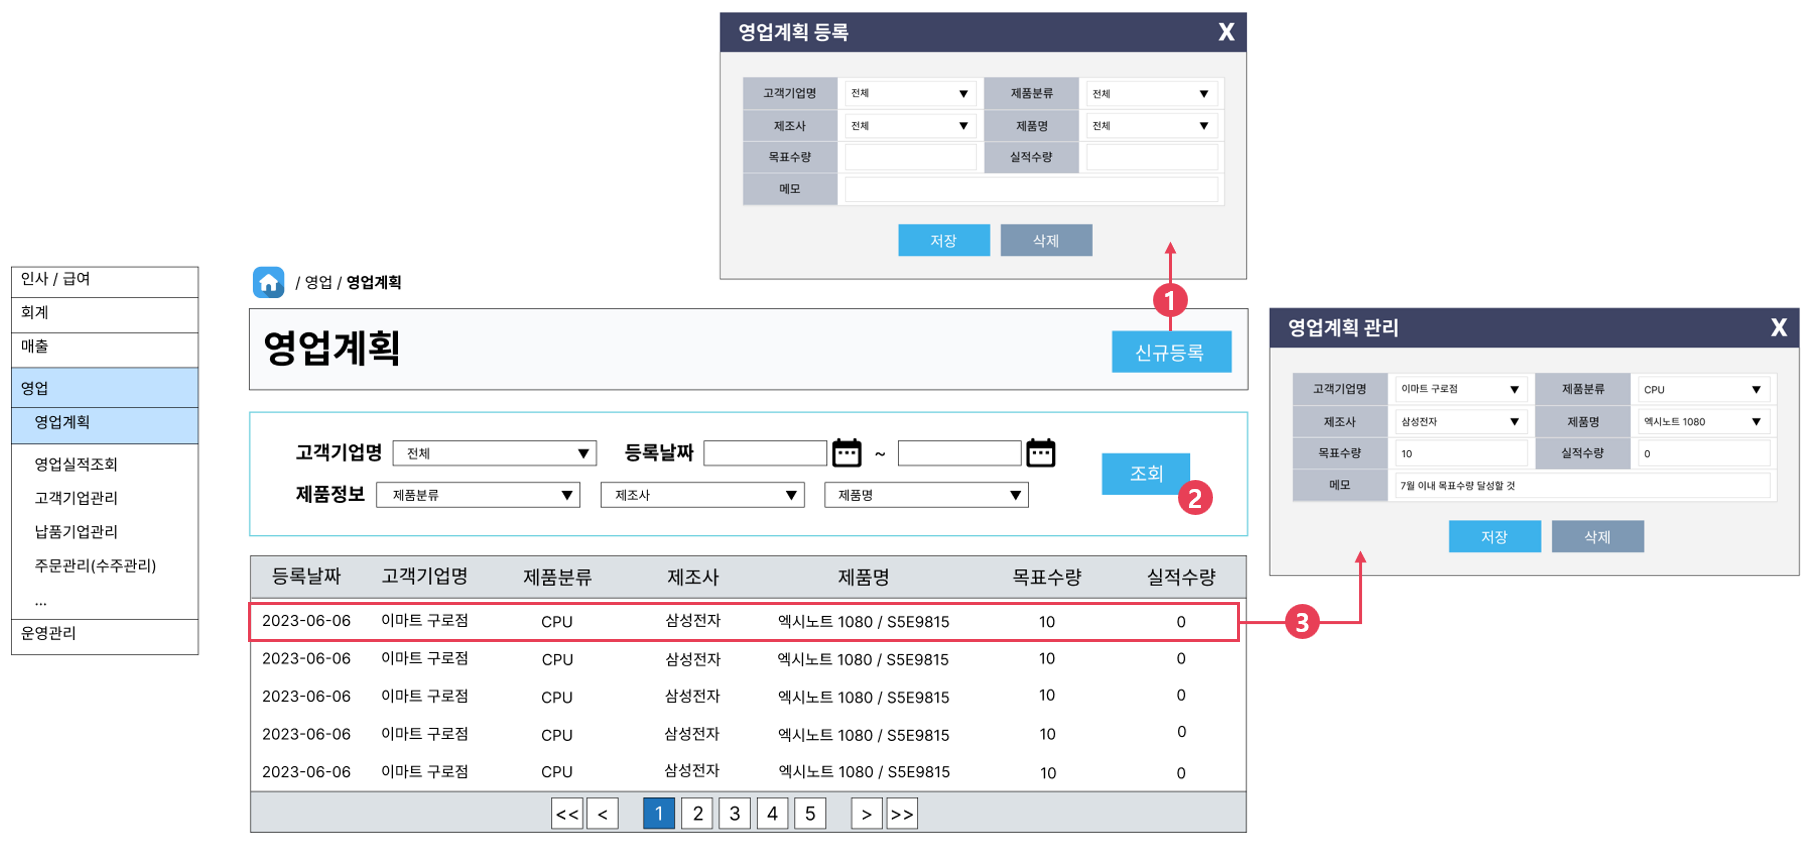 영업계획 등록 X
고객기업명 전체 ▼ 제품분류 전체 ▼
제조사 전체 ▼ 제품명 전체 ▼
목표수량 실적수량
메모
저장 삭제
1
인사 / 급여
회계
매출
영업
영업계획
영업실적조회
고객기업관리
납품기업관리
주문관리(수주관리)
...
운영관리
/ 영업 / 영업계획
영업계획 신규등록
고객기업명 전체 ▼ 등록날짜 ~
제품정보 제품분류 ▼ 제조사 ▼ 제품명 ▼
조회
2
등록날짜 고객기업명 제품분류 제조사 제품명 목표수량 실적수량
2023-06-06 이마트 구로점 CPU 삼성전자 엑시노트 1080 / S5E9815 10 0
2023-06-06 이마트 구로점 CPU 삼성전자 엑시노트 1080 / S5E9815 10 0
2023-06-06 이마트 구로점 CPU 삼성전자 엑시노트 1080 / S5E9815 10 0
2023-06-06 이마트 구로점 CPU 삼성전자 엑시노트 1080 / S5E9815 10 0
2023-06-06 이마트 구로점 CPU 삼성전자 엑시노트 1080 / S5E9815 10 0
<< < 1 2 3 4 5 > >>
3
영업계획 관리 X
고객기업명 이마트 구로점 ▼ 제품분류 CPU ▼
제조사 삼성전자 ▼ 제품명 엑시노트 1080 ▼
목표수량 10 실적수량 0
메모 7월 이내 목표수량 달성할 것
저장 삭제